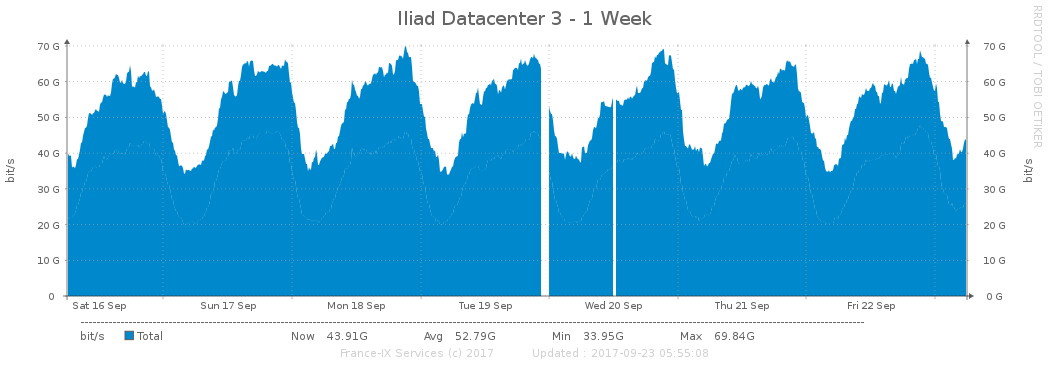 Iliad Datacenter 3 - 1 Week
RRDTOOL / TOBI OETIKER
bit/s
70 G
60 G
50 G
40 G
30 G
20 G
10 G
0
70 G
60 G
50 G
40 G
30 G
20 G
10 G
0 G
bit/s
Sat 16 Sep Sun 17 Sep Mon 18 Sep Tue 19 Sep Wed 20 Sep Thu 21 Sep Fri 22 Sep
bit/s Total Now 43.91G Avg 52.79G Min 33.95G Max 69.84G
France-IX Services (c) 2017 Updated : 2017-09-23 05:55:08